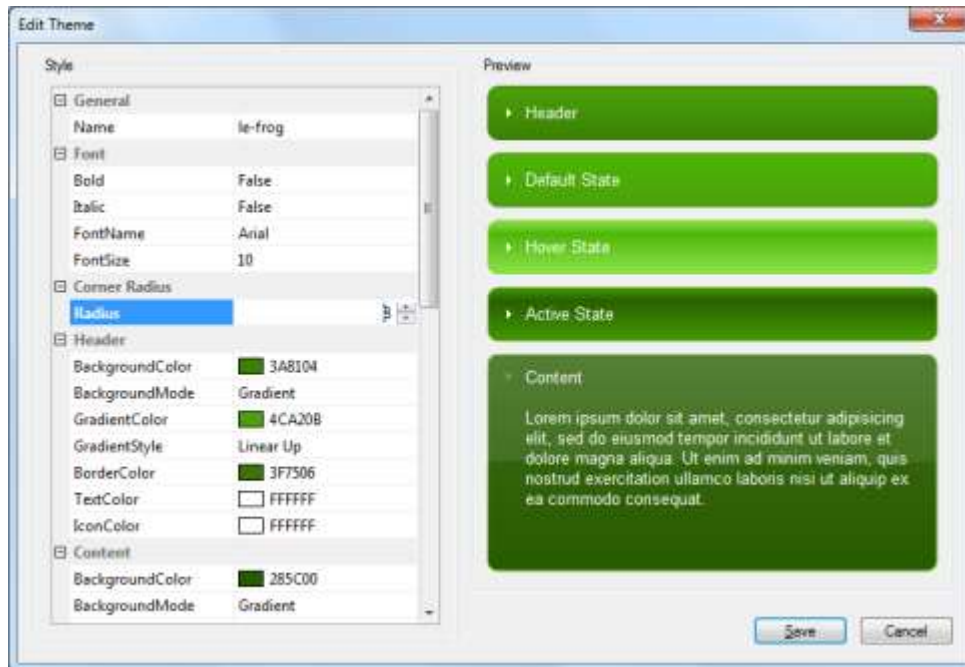 Edit Theme
Style
General
Name le-frog
Font
Bold False
Italic False
FontName Arial
FontSize 10
Corner Radius
Radius
Header
BackgroundColor 3A8104
BackgroundMode Gradient
GradientColor 4CA20B
GradientStyle Linear Up
BorderColor 3F7506
TextColor FFFFFF
IconColor FFFFFF
Content
BackgroundColor 285C00
BackgroundMode Gradient
Preview
Header
Default State
Hover State
Active State
Content
Lorem ipsum dolor sit amet, consectetur adipisicing
elit, sed do eiusmod tempor incididunt ut labore et
dolore magna aliqua. Ut enim ad minim veniam, quis
nostrud exercitation ullamco laboris nisi ut aliquip ex
ea commodo consequat.
Save Cancel